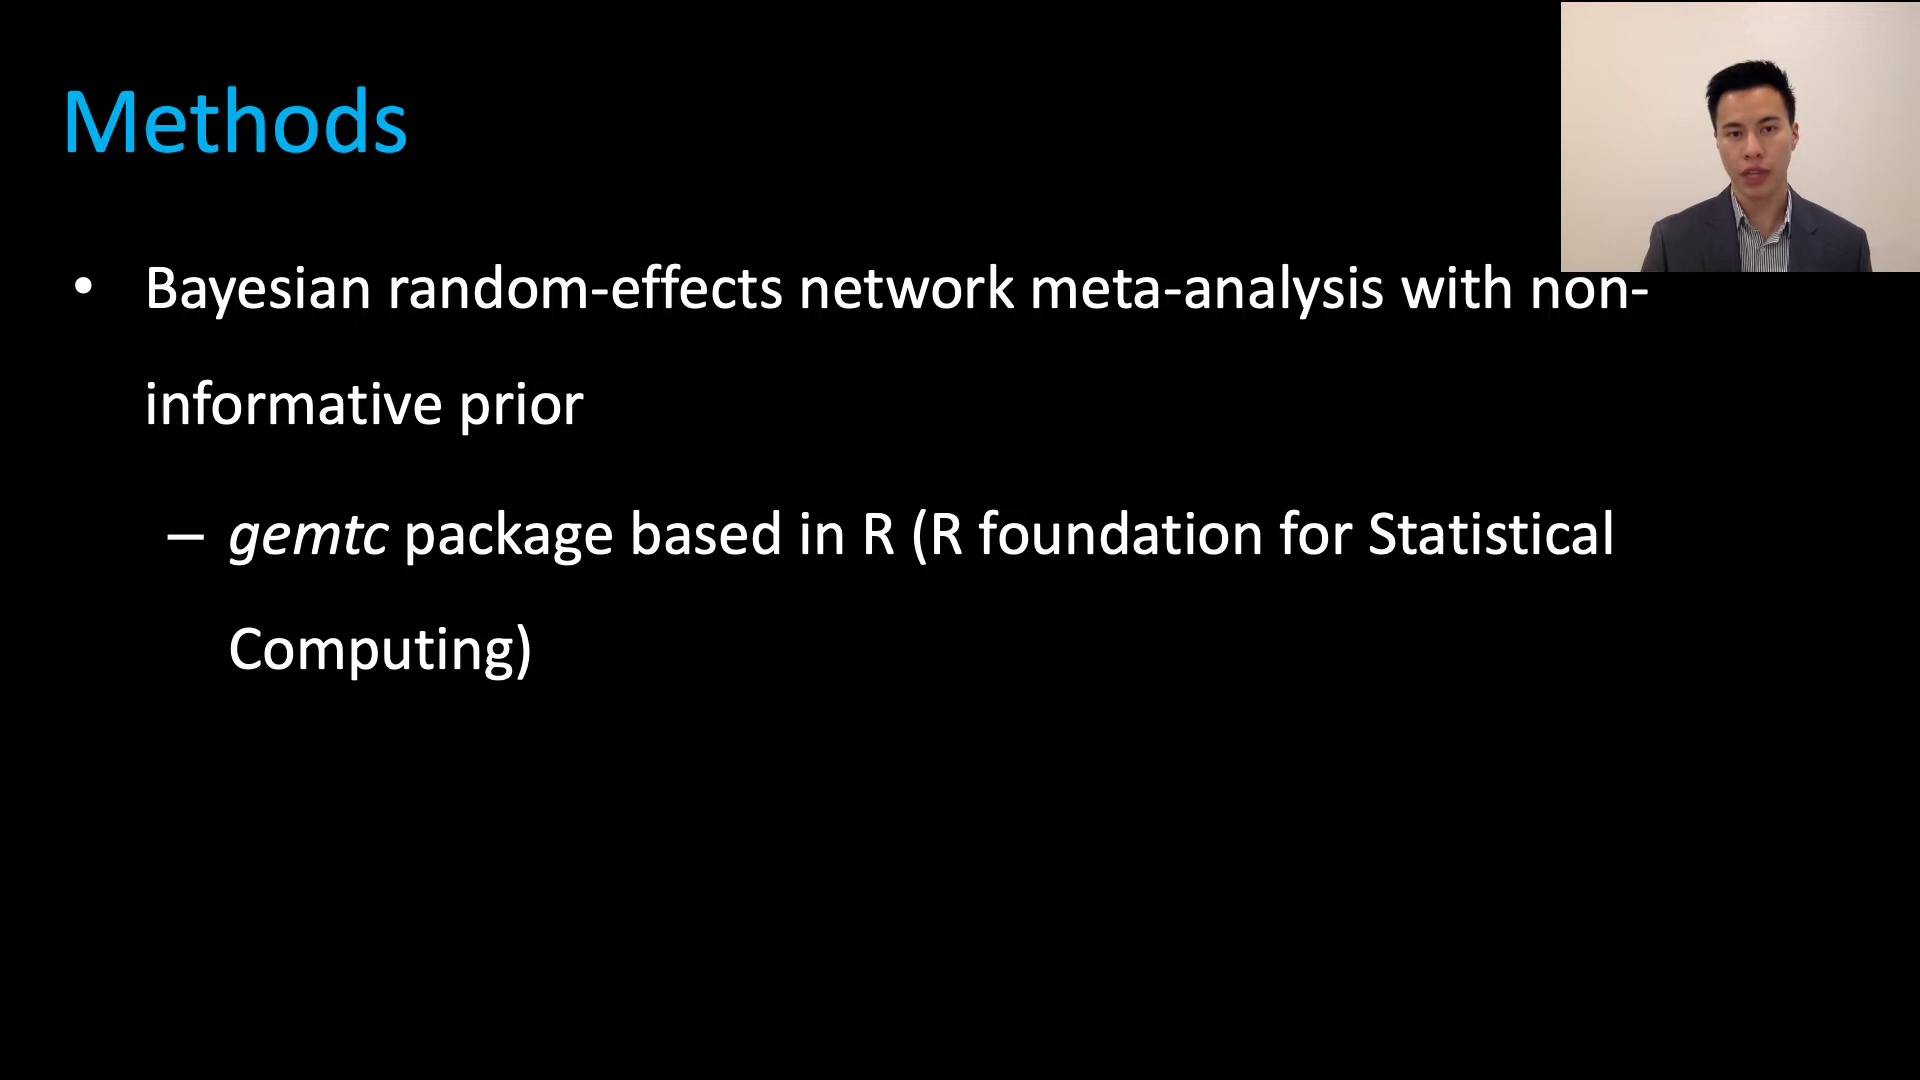 Methods
• Bayesian random-effects network meta-analysis with non-
informative prior
– gemtc package based in R (R foundation for Statistical
Computing)